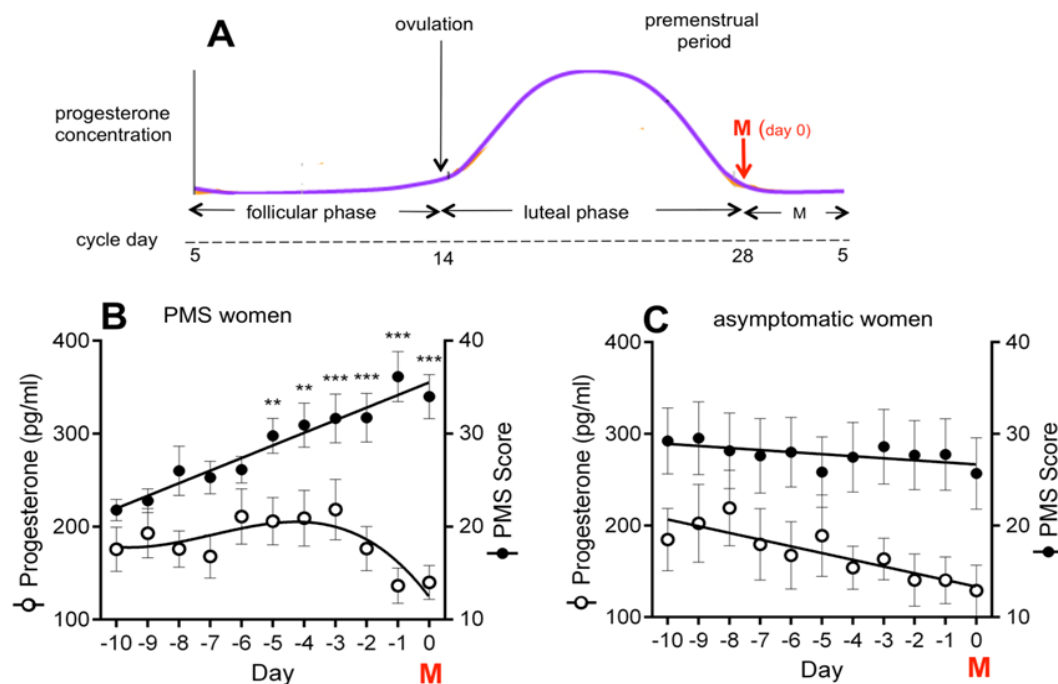 A
ovulation
premenstrual
period
progesterone
concentration
M (day 0)
follicular phase
luteal phase
M
cycle day
5
14
28
5
B
PMS women
400
300
200
100
Progesterone (pg/ml)
40
30
20
10
PMS Score
**
**
***
***
***
***
-10 -9 -8 -7 -6 -5 -4 -3 -2 -1 0
Day
M
C
asymptomatic women
400
300
200
100
Progesterone (pg/ml)
40
30
20
10
PMS Score
-10 -9 -8 -7 -6 -5 -4 -3 -2 -1 0
Day
M